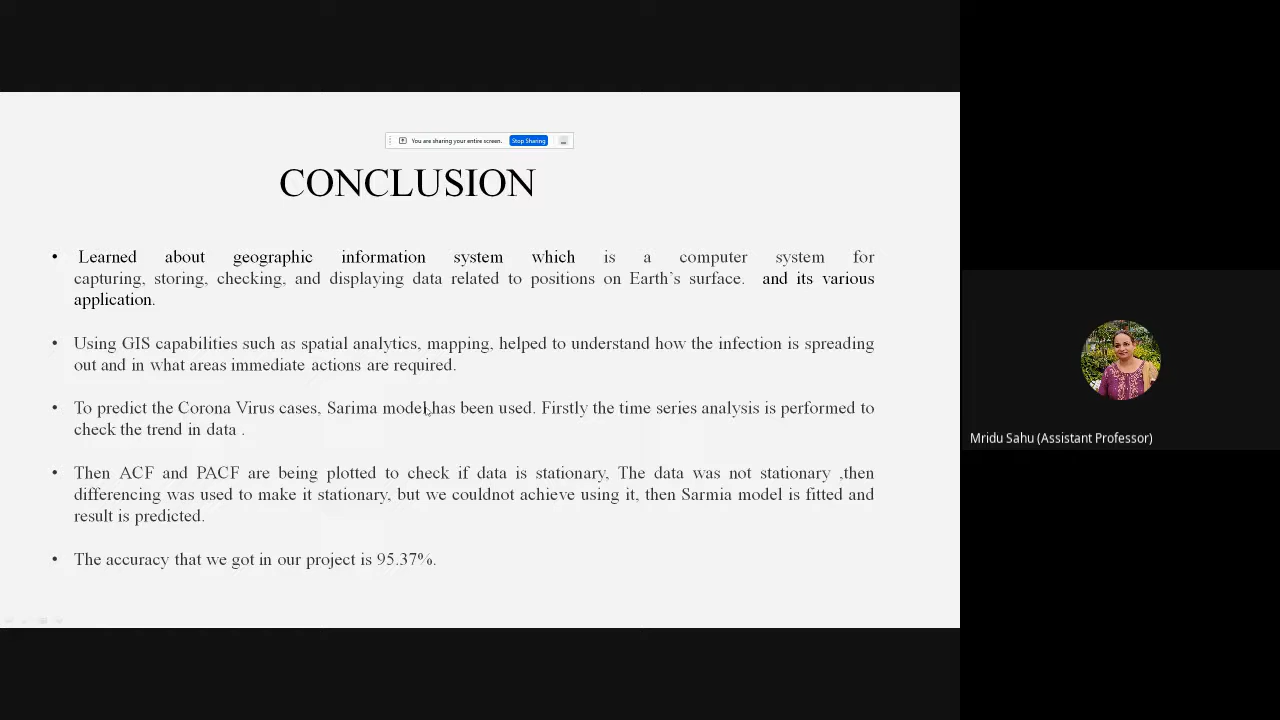 You are sharing your entire screen. Stop Sharing
CONCLUSION
• Learned about geographic information system which is a computer system for
capturing, storing, checking, and displaying data related to positions on Earth's surface. and its various
application.
• Using GIS capabilities such as spatial analytics, mapping, helped to understand how the infection is spreading
out and in what areas immediate actions are required.
• To predict the Corona Virus cases, Sarima model has been used. Firstly the time series analysis is performed to
check the trend in data .
• Then ACF and PACF are being plotted to check if data is stationary, The data was not stationary ,then
differencing was used to make it stationary, but we couldnot achieve using it, then Sarmia model is fitted and
result is predicted.
• The accuracy that we got in our project is 95.37%.
Mridu Sahu (Assistant Professor)